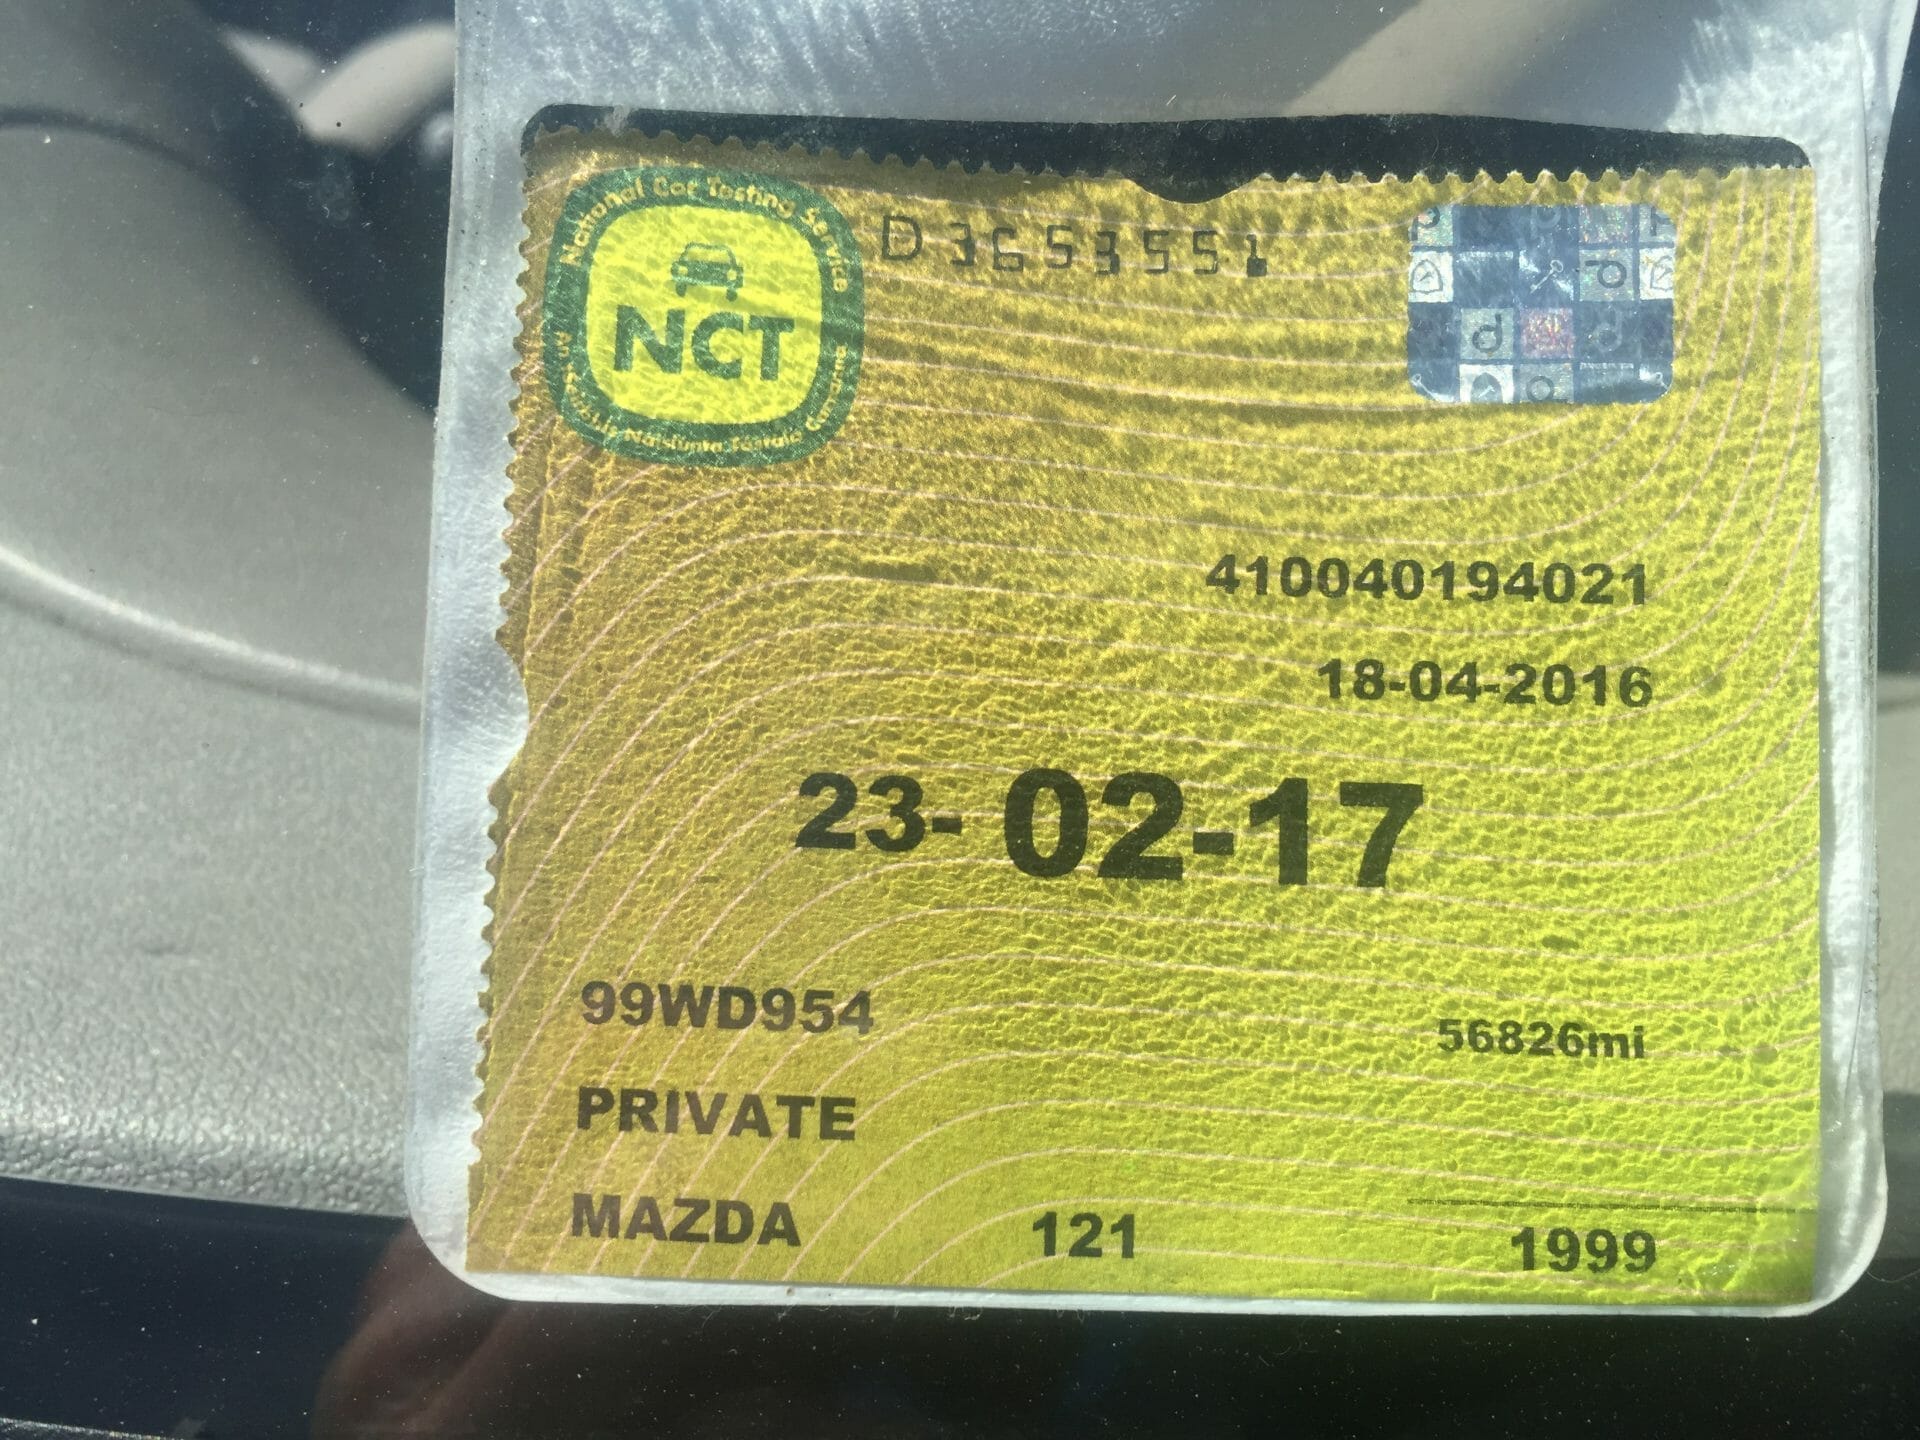 National Car Testing Service
NCT
D3653551
410040194021
18-04-2016
23-02-17
99WD954
56826mi
PRIVATE
MAZDA 121 1999